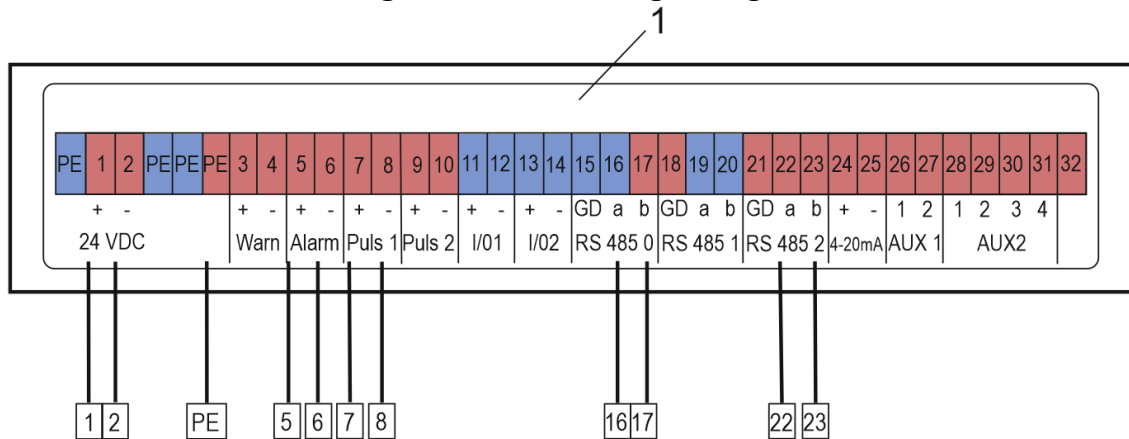 1
PE 1 2 PE PE PE 3 4 5 6 7 8 9 10 11 12 13 14 15 16 17 18 19 20 21 22 23 24 25 26 27 28 29 30 31 32
+ - + - + - + - + - + - + - GD a b GD a b GD a b + - 1 2 1 2 3 4
24 VDC Warn Alarm Puls 1 Puls 2 I/01 I/02 RS 485 0 RS 485 1 RS 485 2 4-20mA AUX 1 AUX2
1 2 PE 5 6 7 8 16 17 22 23